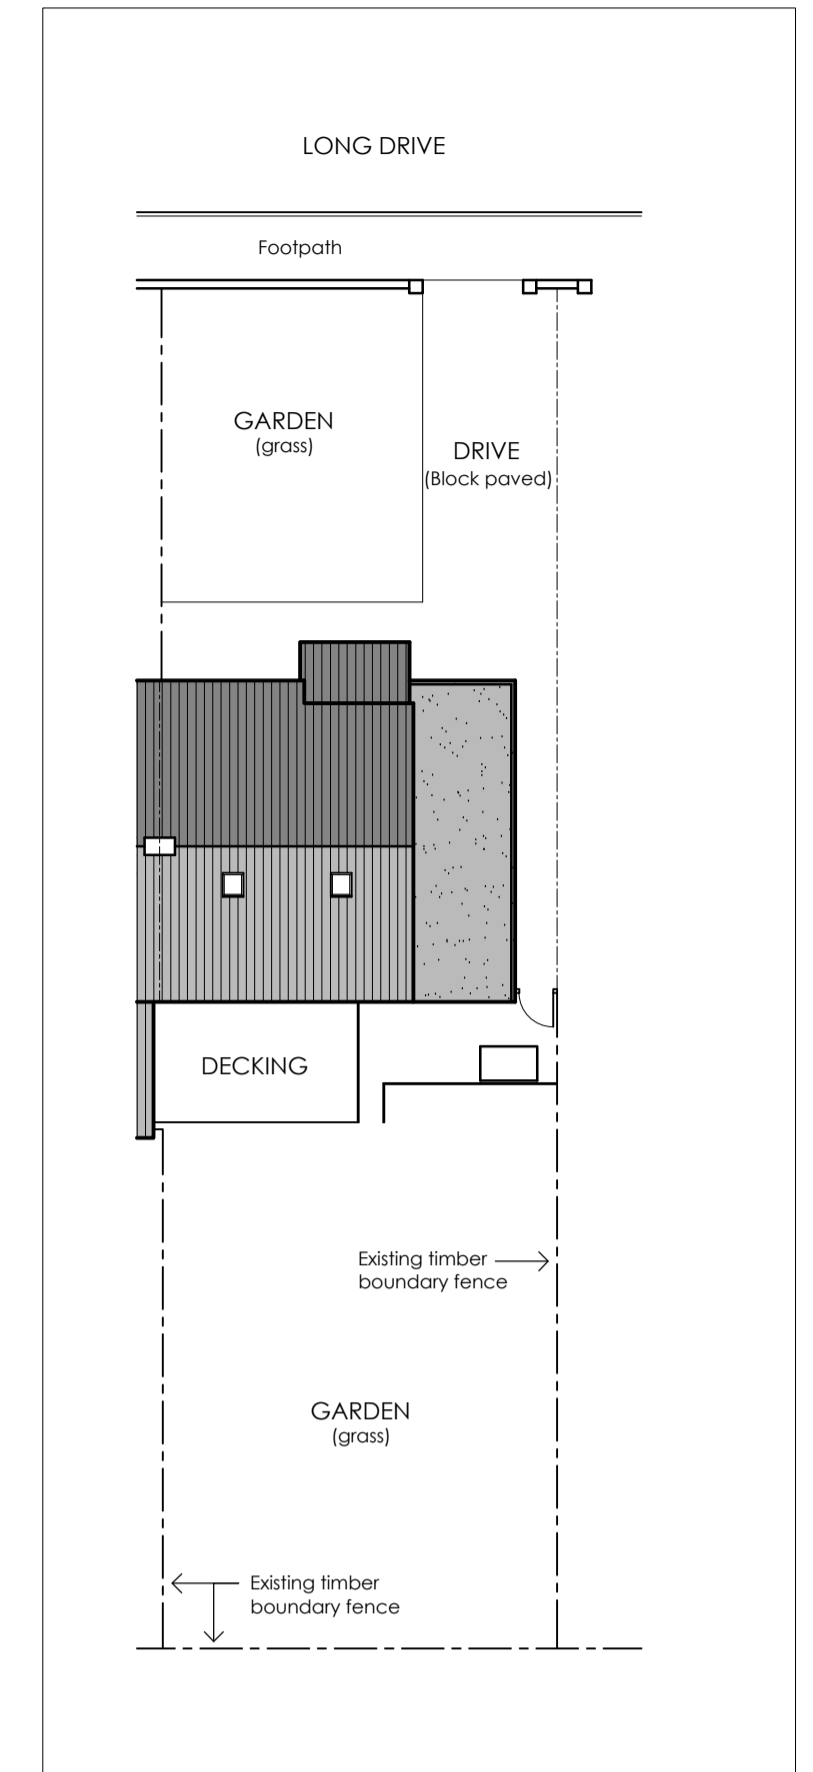 LONG DRIVE
Footpath
GARDEN
(grass)
DRIVE
(Block paved)
DECKING
Existing timber
boundary fence
GARDEN
(grass)
Existing timber
boundary fence